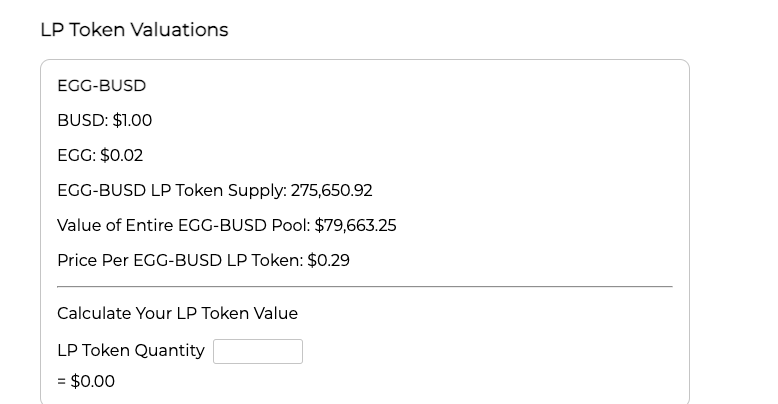 LP Token Valuations
EGG-BUSD
BUSD: $1.00
EGG: $0.02
EGG-BUSD LP Token Supply: 275,650.92
Value of Entire EGG-BUSD Pool: $79,663.25
Price Per EGG-BUSD LP Token: $0.29
Calculate Your LP Token Value
LP Token Quantity
= $0.00